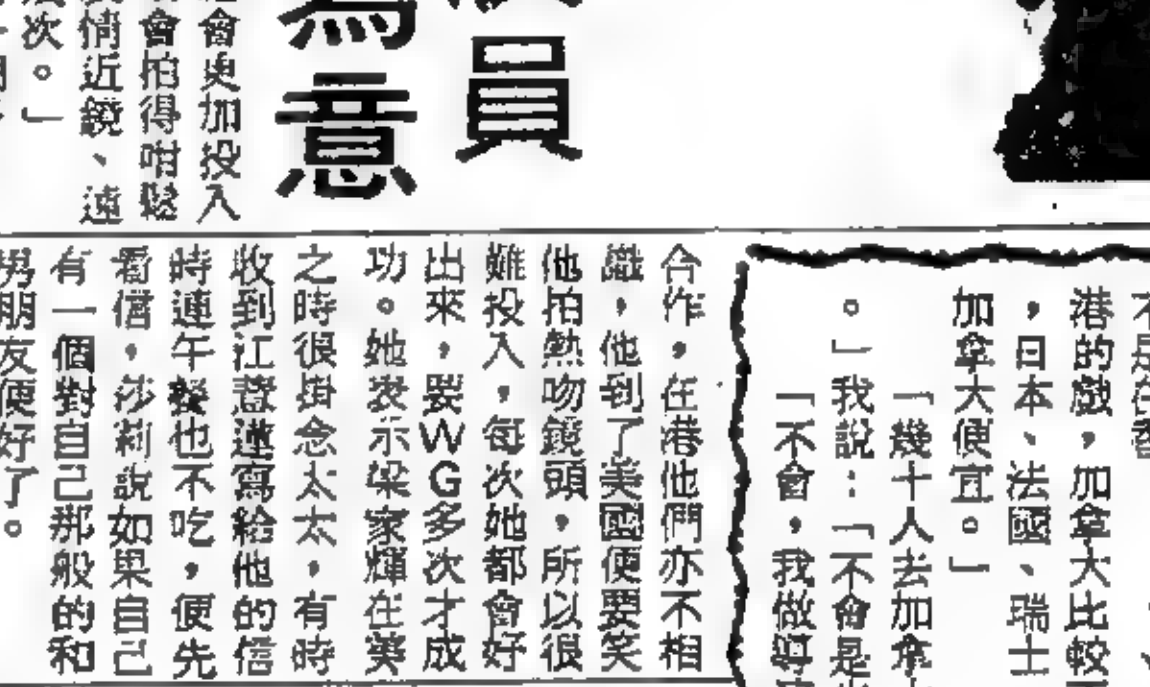 員
意
會更加投入
會拍得咁鬆
情近鏡、遠
次。」
合作，在港他們亦不相
識，他到了美國便要笑
他拍熱吻鏡頭，所以很
難投入，每次她都會好
出來，要WG多次才成
功。她表示梁家輝在美
之時很掛念太太，有時
收到江薏蓮寫給他的信
時連午餐也不吃，便先
看信，莎莉說如果自己
有一個對自己那般的和
男朋友便好了。
不是在香
港的戲，加拿大比較
，日本、法國、瑞士
加拿大便宜。」
「幾十人去加拿
。」我說：「不會是
「不會，我做導